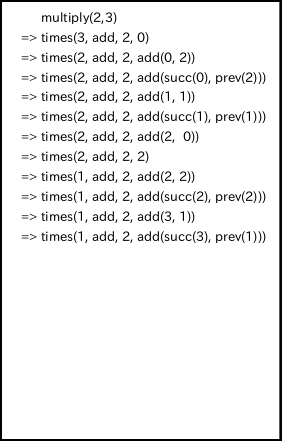 multiply(2,3)
=> times(3, add, 2, 0)
=> times(2, add, 2, add(0, 2))
=> times(2, add, 2, add(succ(0), prev(2)))
=> times(2, add, 2, add(1, 1))
=> times(2, add, 2, add(succ(1), prev(1)))
=> times(2, add, 2, add(2,  0))
=> times(2, add, 2, 2)
=> times(1, add, 2, add(2, 2))
=> times(1, add, 2, add(succ(2), prev(2)))
=> times(1, add, 2, add(3, 1))
=> times(1, add, 2, add(succ(3), prev(1)))